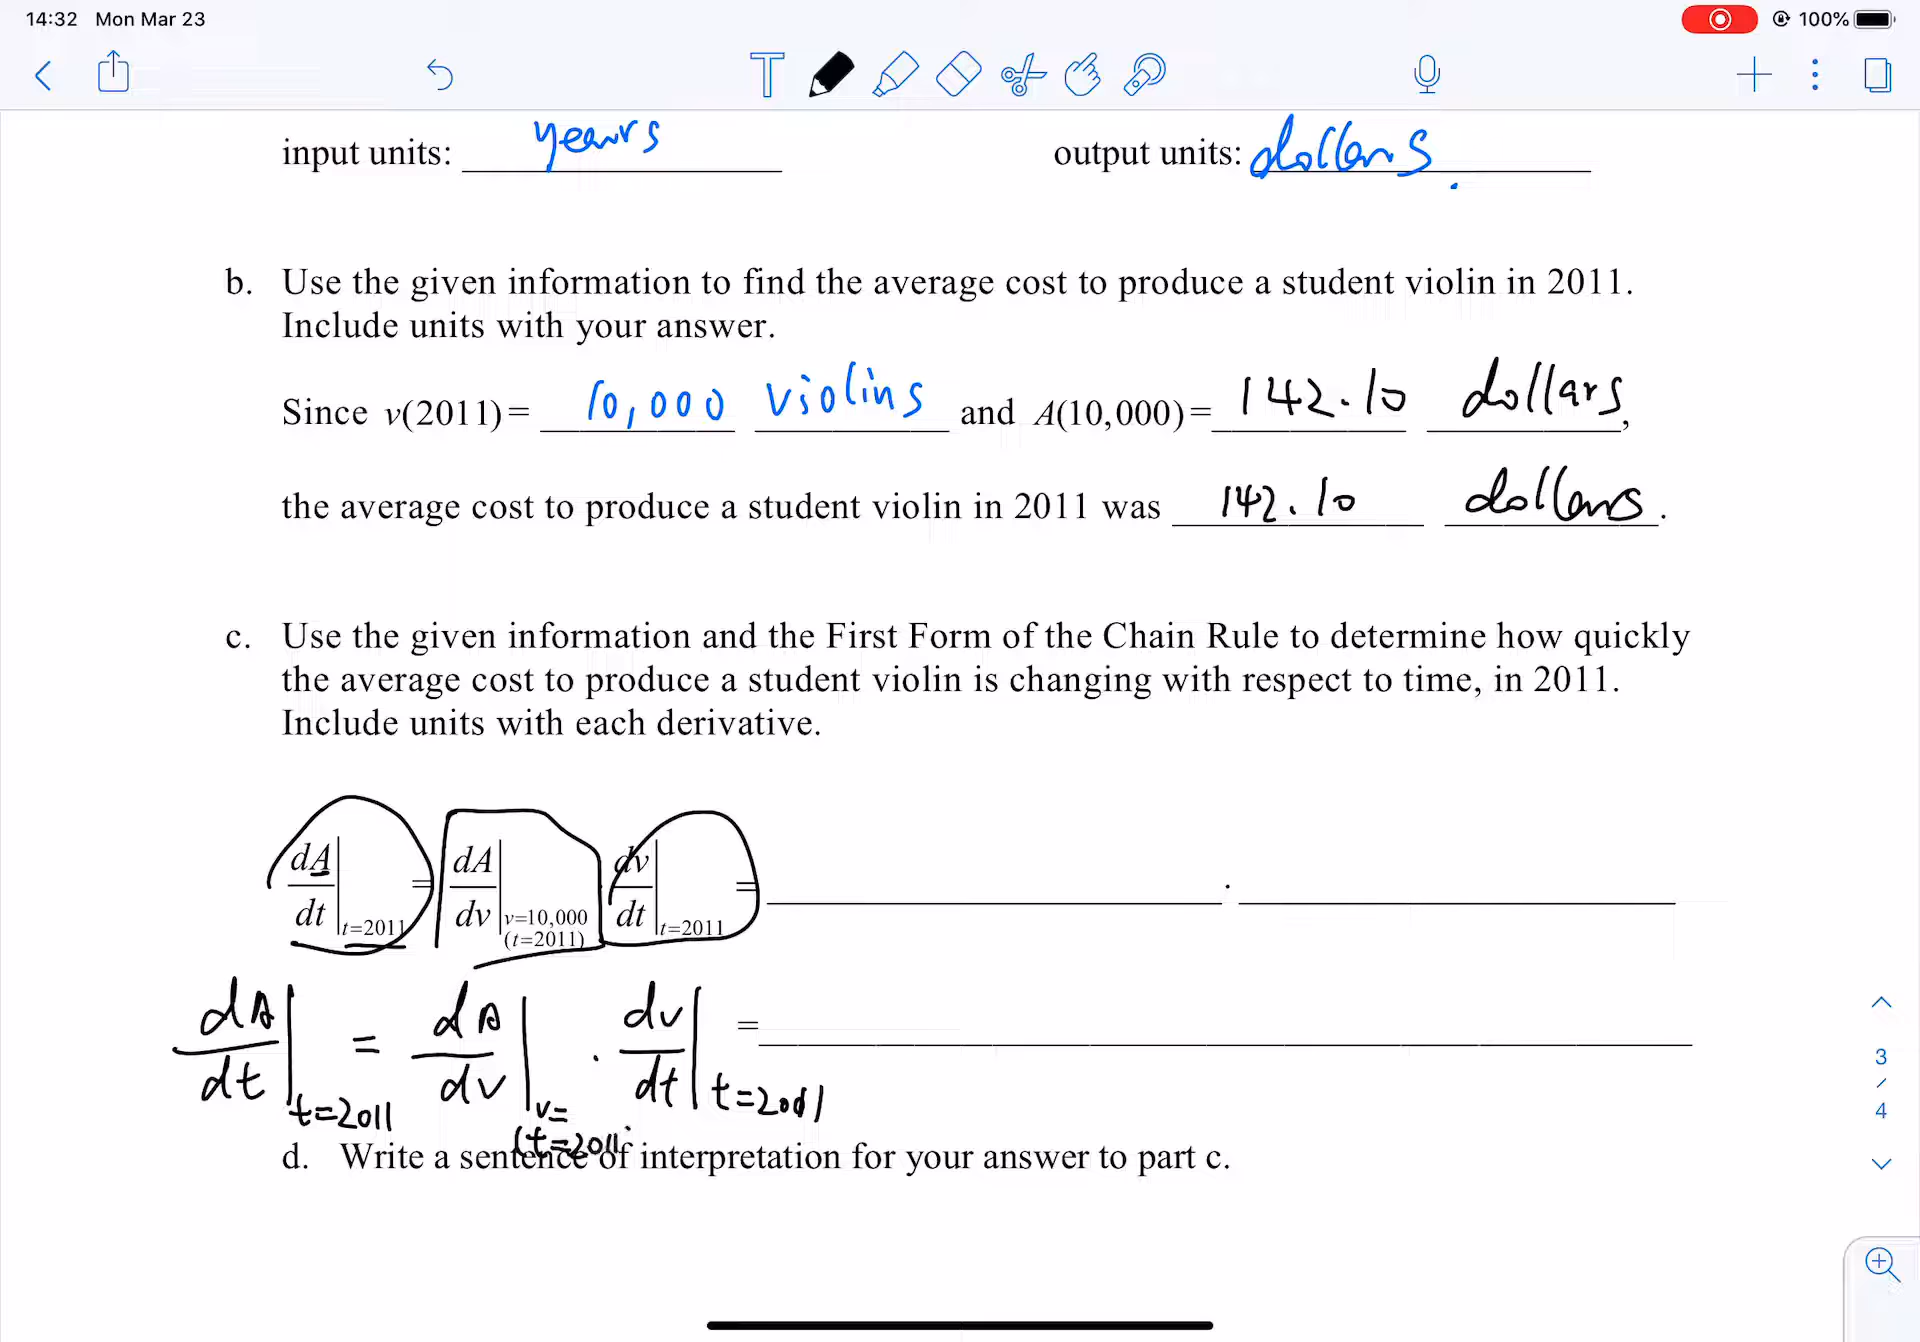 14:32 Mon Mar 23 100%
input units: years output units: dollars.
b. Use the given information to find the average cost to produce a student violin in 2011.
Include units with your answer.
Since v(2011) = 10,000 violins and A(10,000) = 142.10 dollars,
the average cost to produce a student violin in 2011 was 142.10 dollars.
c. Use the given information and the First Form of the Chain Rule to determine how quickly
the average cost to produce a student violin is changing with respect to time, in 2011.
Include units with each derivative.
dA/dt |t=2011 = dA/dv |v=10,000 (t=2011) · dv/dt |t=2011 = ____ · ____
dA/dt |t=2011 = dA/dv |v= (t=2011 · dv/dt |t=2011 = ____
d. Write a sentence of interpretation for your answer to part c.
3 / 4